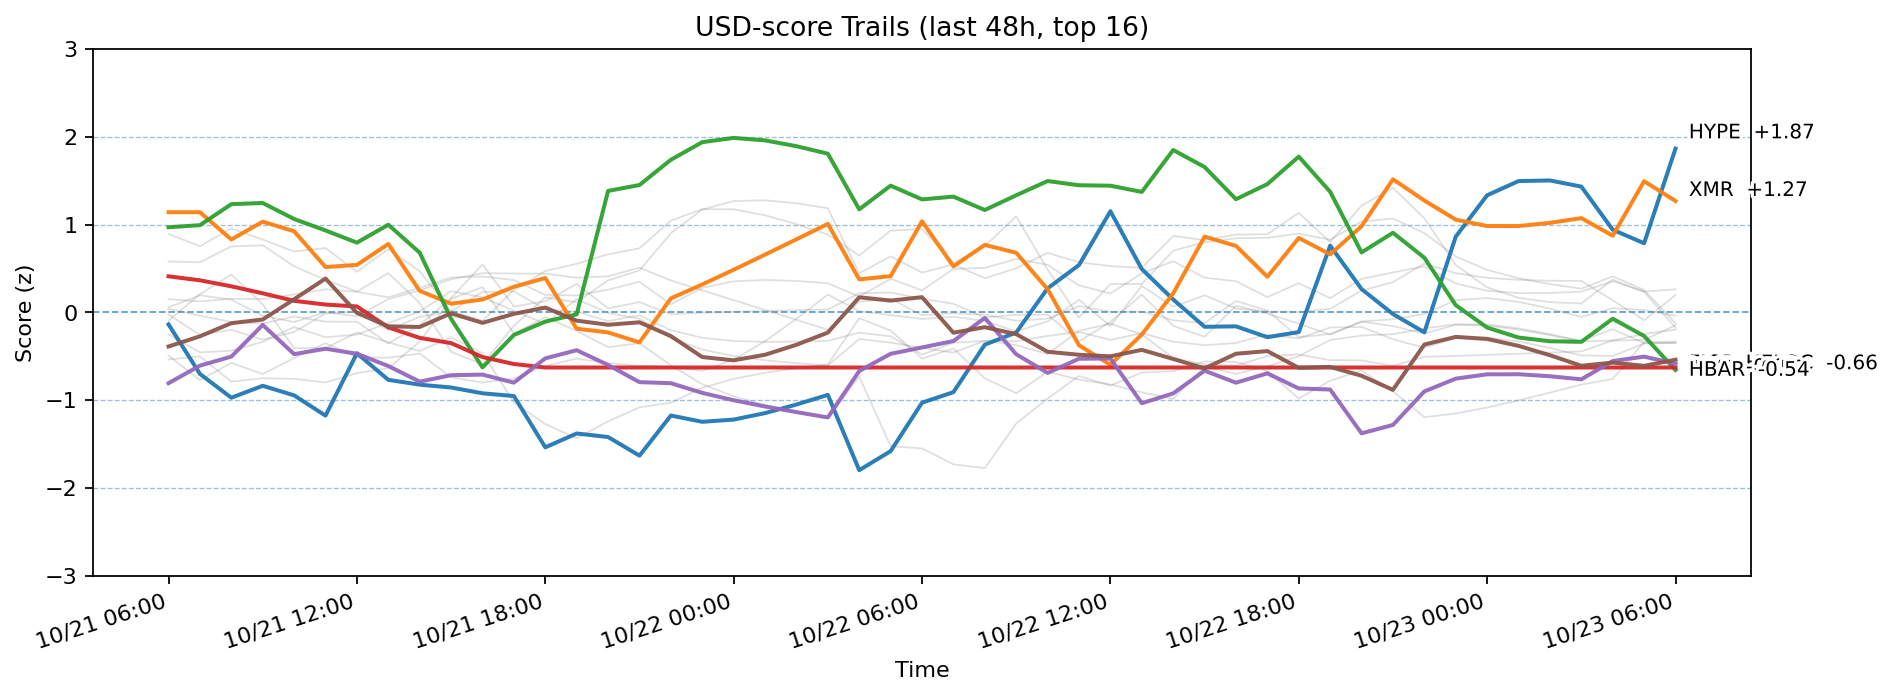 USD-score Trails (last 48h, top 16)
3
2
1
0
−1
−2
−3
Score (z)
HYPE +1.87
XMR +1.27
-0.66
HBAR -0.54
10/21 06:00
10/21 12:00
10/21 18:00
10/22 00:00
10/22 06:00
10/22 12:00
10/22 18:00
10/23 00:00
10/23 06:00
Time